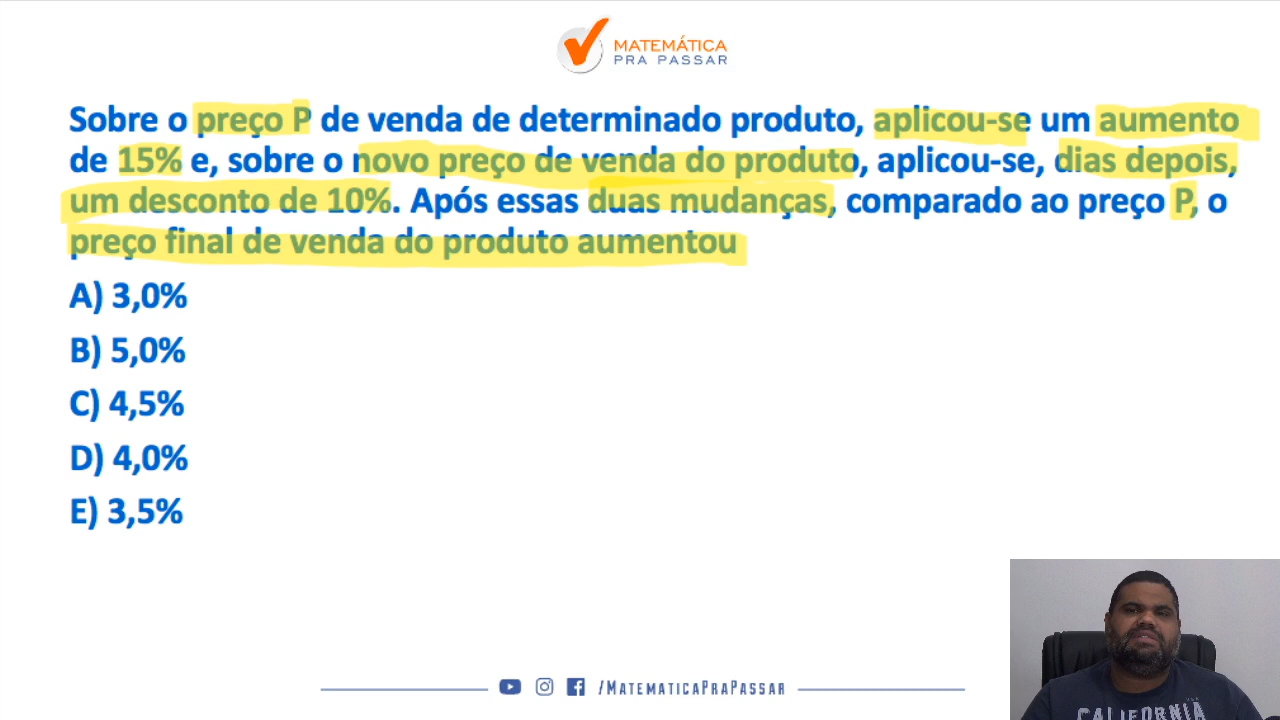 MATEMÁTICA
PRA PASSAR
Sobre o preço P de venda de determinado produto, aplicou-se um aumento
de 15% e, sobre o novo preço de venda do produto, aplicou-se, dias depois,
um desconto de 10%. Após essas duas mudanças, comparado ao preço P, o
preço final de venda do produto aumentou
A) 3,0%
B) 5,0%
C) 4,5%
D) 4,0%
E) 3,5%
/MATEMATICAPRAPASSAR
CALIFORNIA